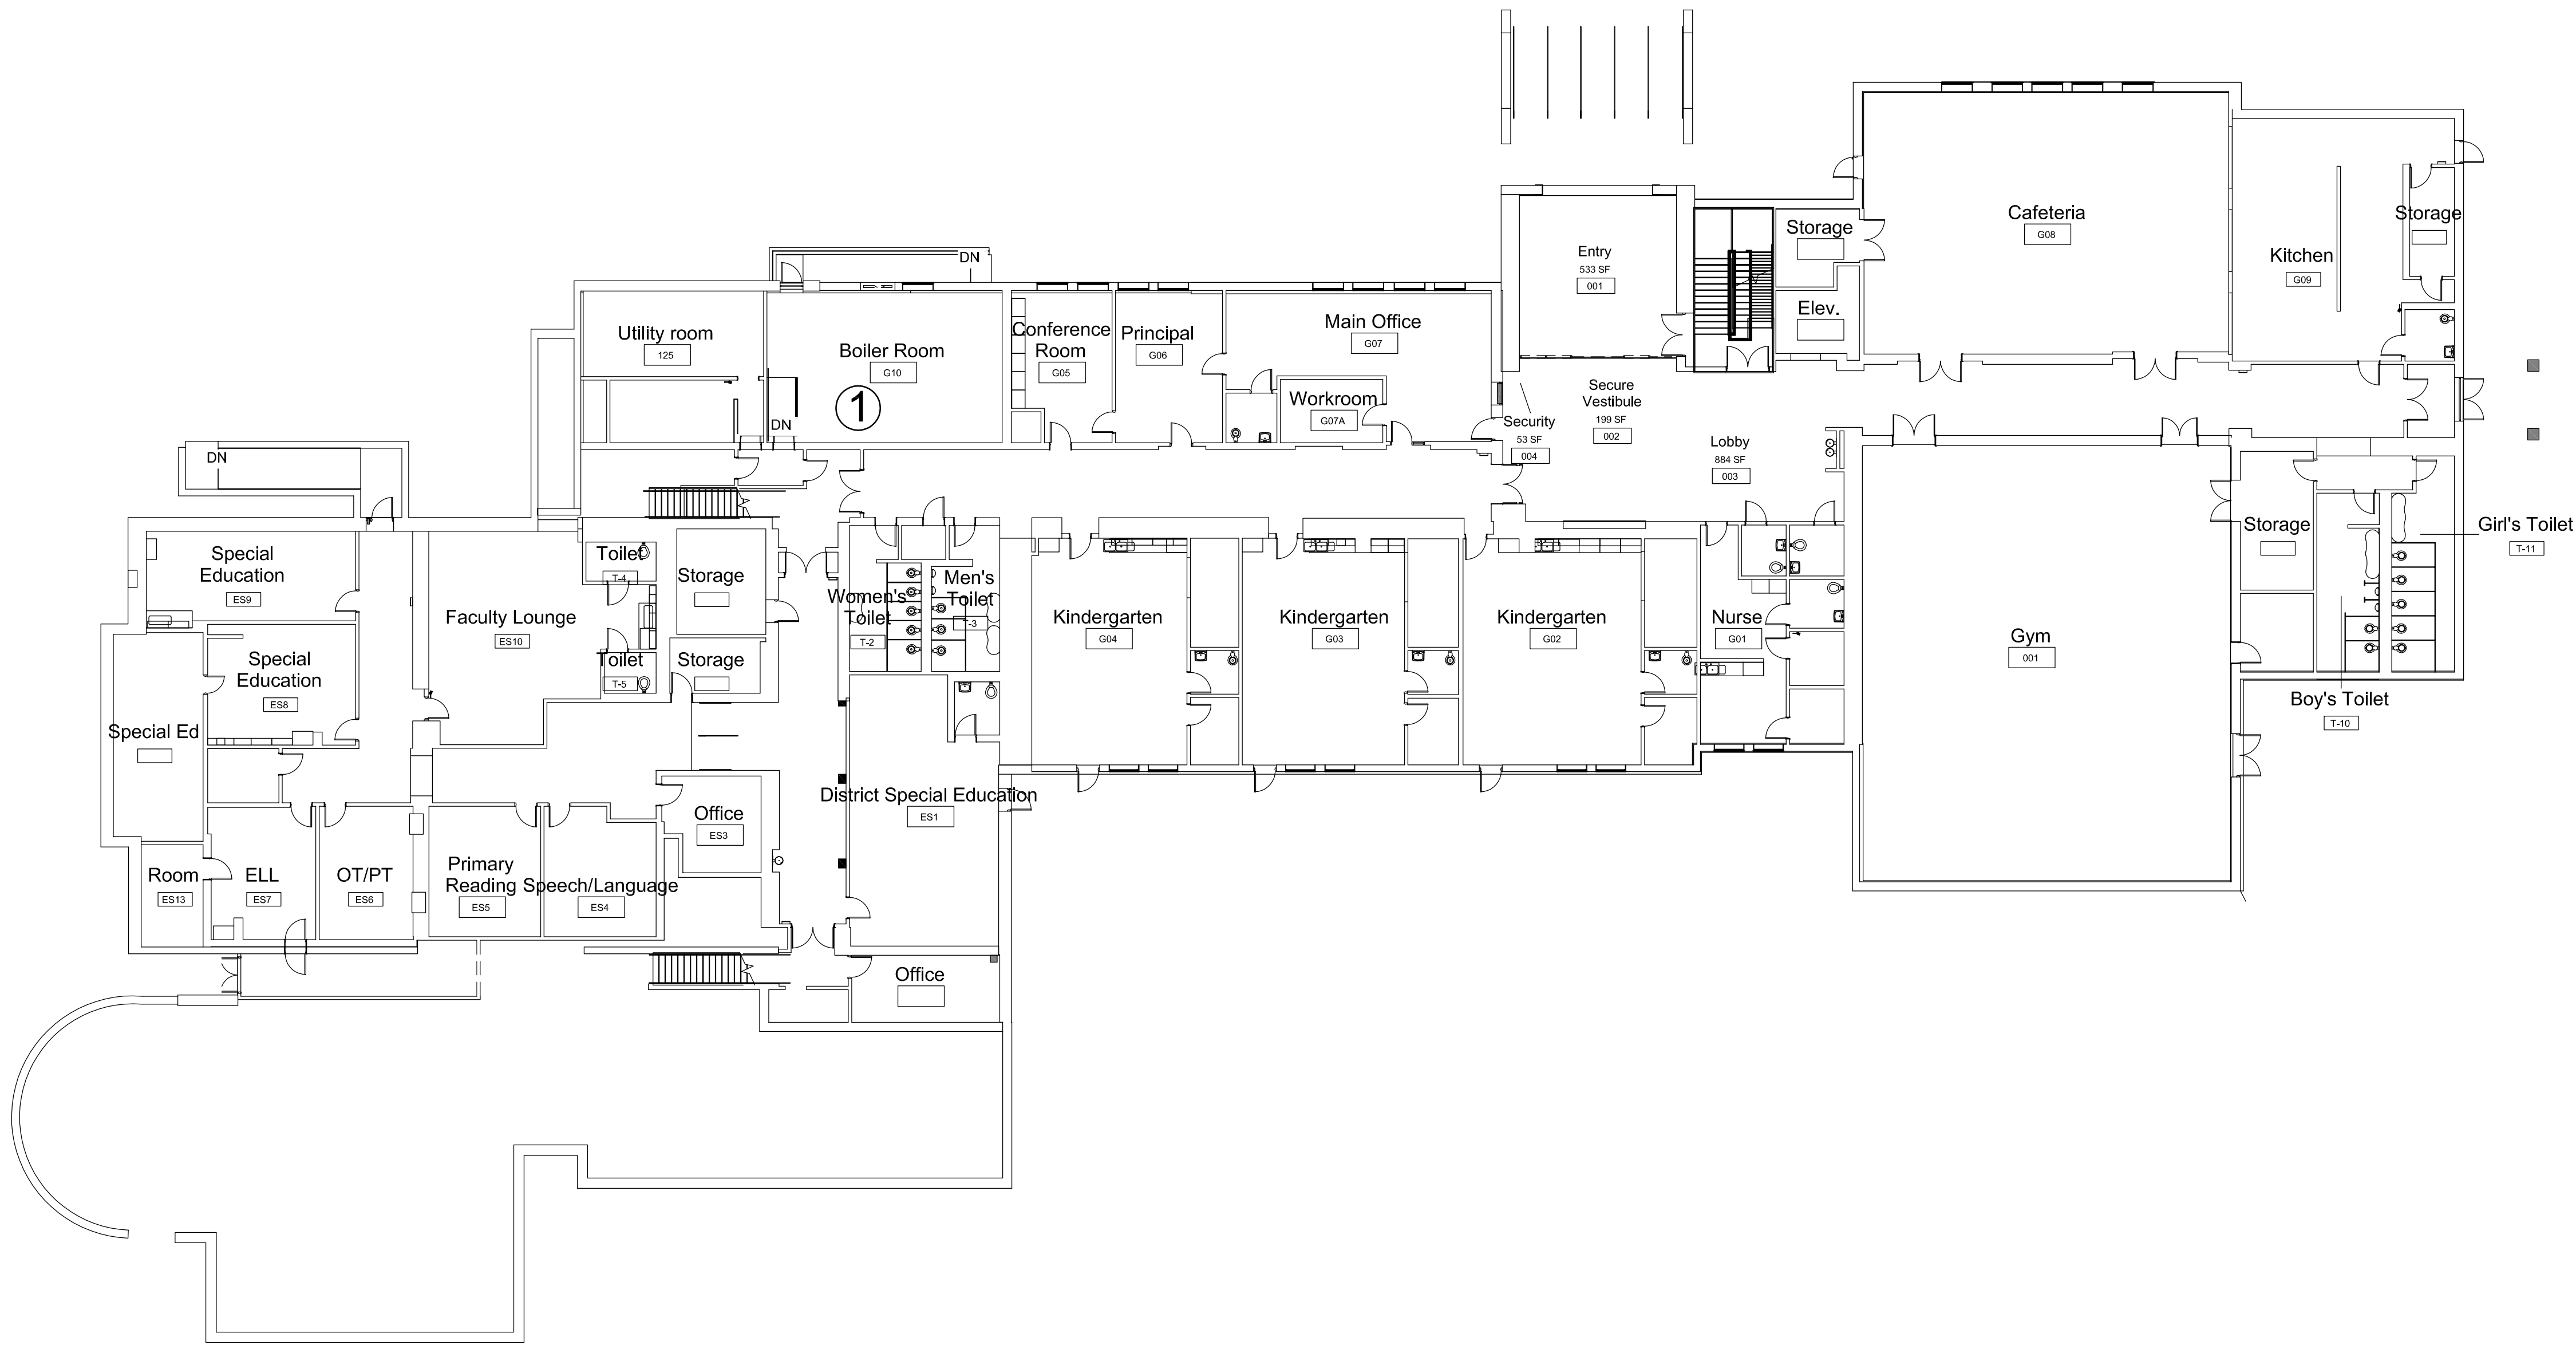 Cafeteria
G08
Storage
Storage
Kitchen
G09
Entry
533 SF
001
DN
Elev.
Utility room
125
Boiler Room
G10
1
DN
Conference
Room
G05
Principal
G06
Main Office
G07
Workroom
G07A
Security
53 SF
004
Secure
Vestibule
199 SF
002
Lobby
884 SF
003
DN
Special
Education
ES9
Faculty Lounge
ES10
Toilet
T-4
Storage
Women's
Toilet
T-2
Men's
Toilet
T-3
Kindergarten
G04
Kindergarten
G03
Kindergarten
G02
Nurse
G01
Gym
001
Storage
Girl's Toilet
T-11
Boy's Toilet
T-10
Special
Education
ES8
Toilet
T-5
Storage
Special Ed
District Special Education
ES1
Office
ES3
Room
ES13
ELL
ES7
OT/PT
ES6
Primary
Reading
ES5
Speech/Language
ES4
Office